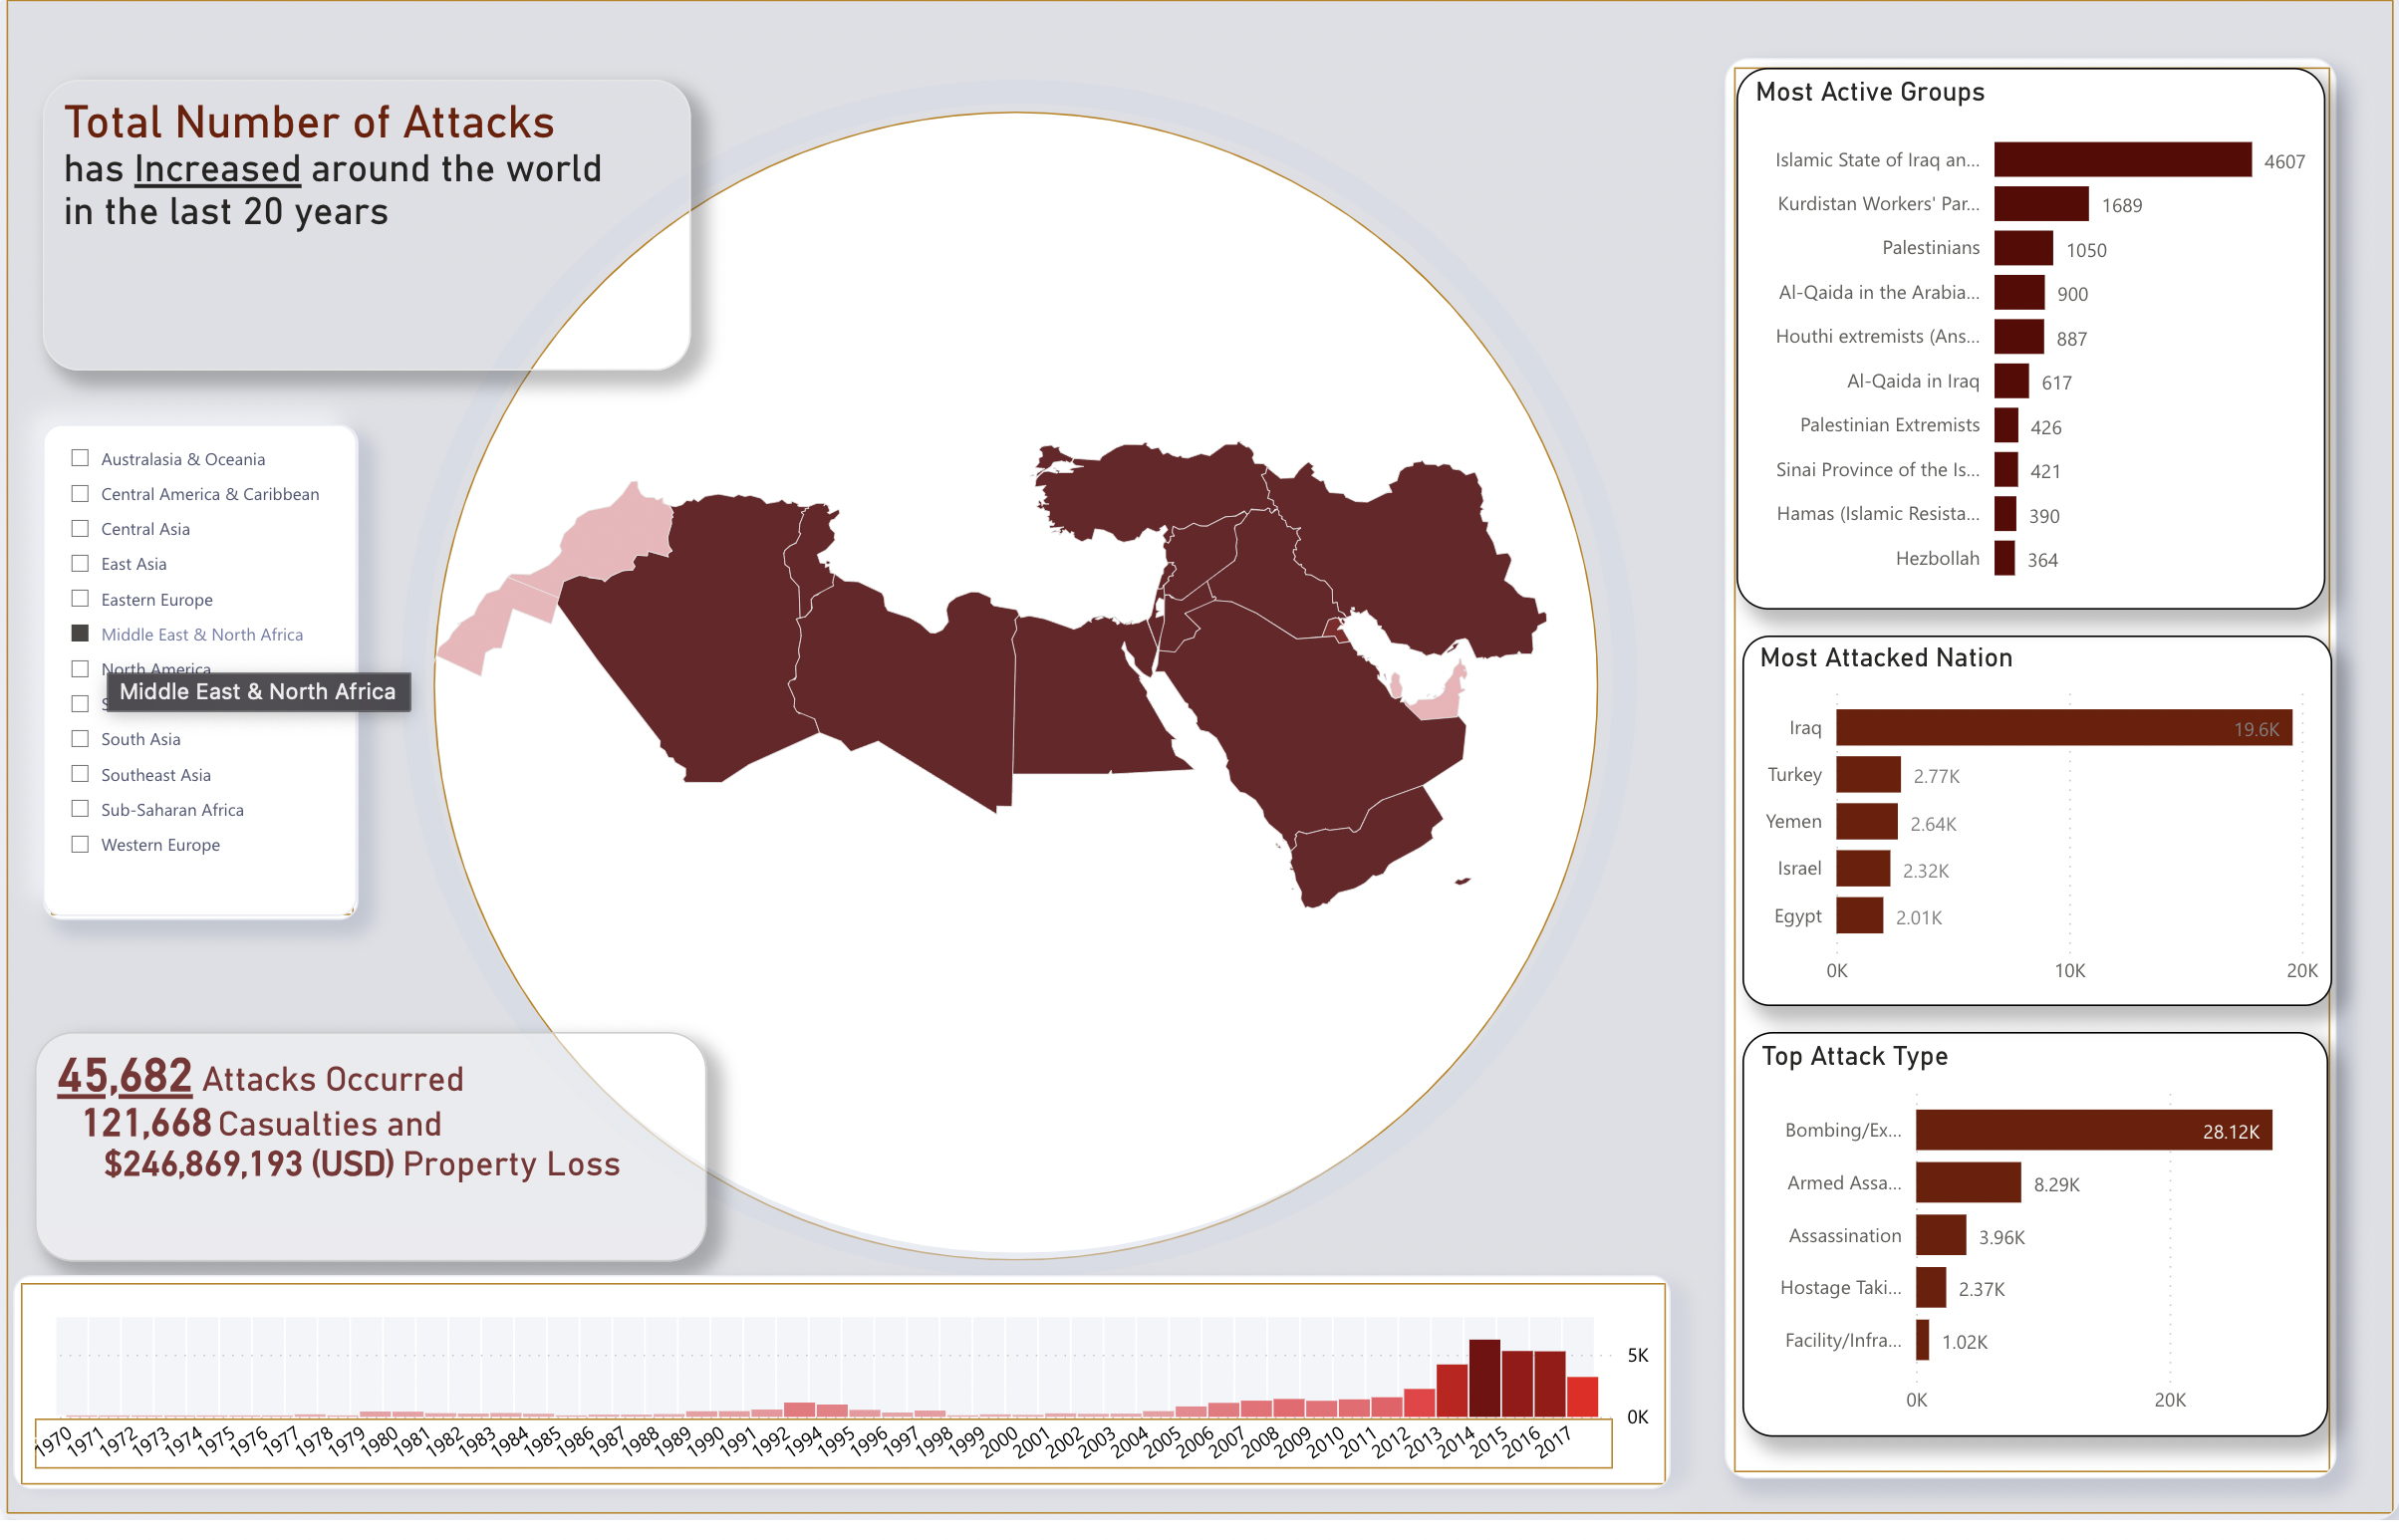 Total Number of Attacks
has Increased around the world
in the last 20 years
Australasia & Oceania
Central America & Caribbean
Central Asia
East Asia
Eastern Europe
Middle East & North Africa
North America
Middle East & North Africa
South Asia
Southeast Asia
Sub-Saharan Africa
Western Europe
45,682 Attacks Occurred
121,668 Casualties and
$246,869,193 (USD) Property Loss
5K
0K
1970 1971 1972 1973 1974 1975 1976 1977 1978 1979 1980 1981 1982 1983 1984 1985 1986 1987 1988 1989 1990 1991 1992 1994 1995 1996 1997 1998 1999 2000 2001 2002 2003 2004 2005 2006 2007 2008 2009 2010 2011 2012 2013 2014 2015 2016 2017
Most Active Groups
Islamic State of Iraq an... 4607
Kurdistan Workers' Par... 1689
Palestinians 1050
Al-Qaida in the Arabia... 900
Houthi extremists (Ans... 887
Al-Qaida in Iraq 617
Palestinian Extremists 426
Sinai Province of the Is... 421
Hamas (Islamic Resista... 390
Hezbollah 364
Most Attacked Nation
Iraq 19.6K
Turkey 2.77K
Yemen 2.64K
Israel 2.32K
Egypt 2.01K
0K 10K 20K
Top Attack Type
Bombing/Ex... 28.12K
Armed Assa... 8.29K
Assassination 3.96K
Hostage Taki... 2.37K
Facility/Infra... 1.02K
0K 20K